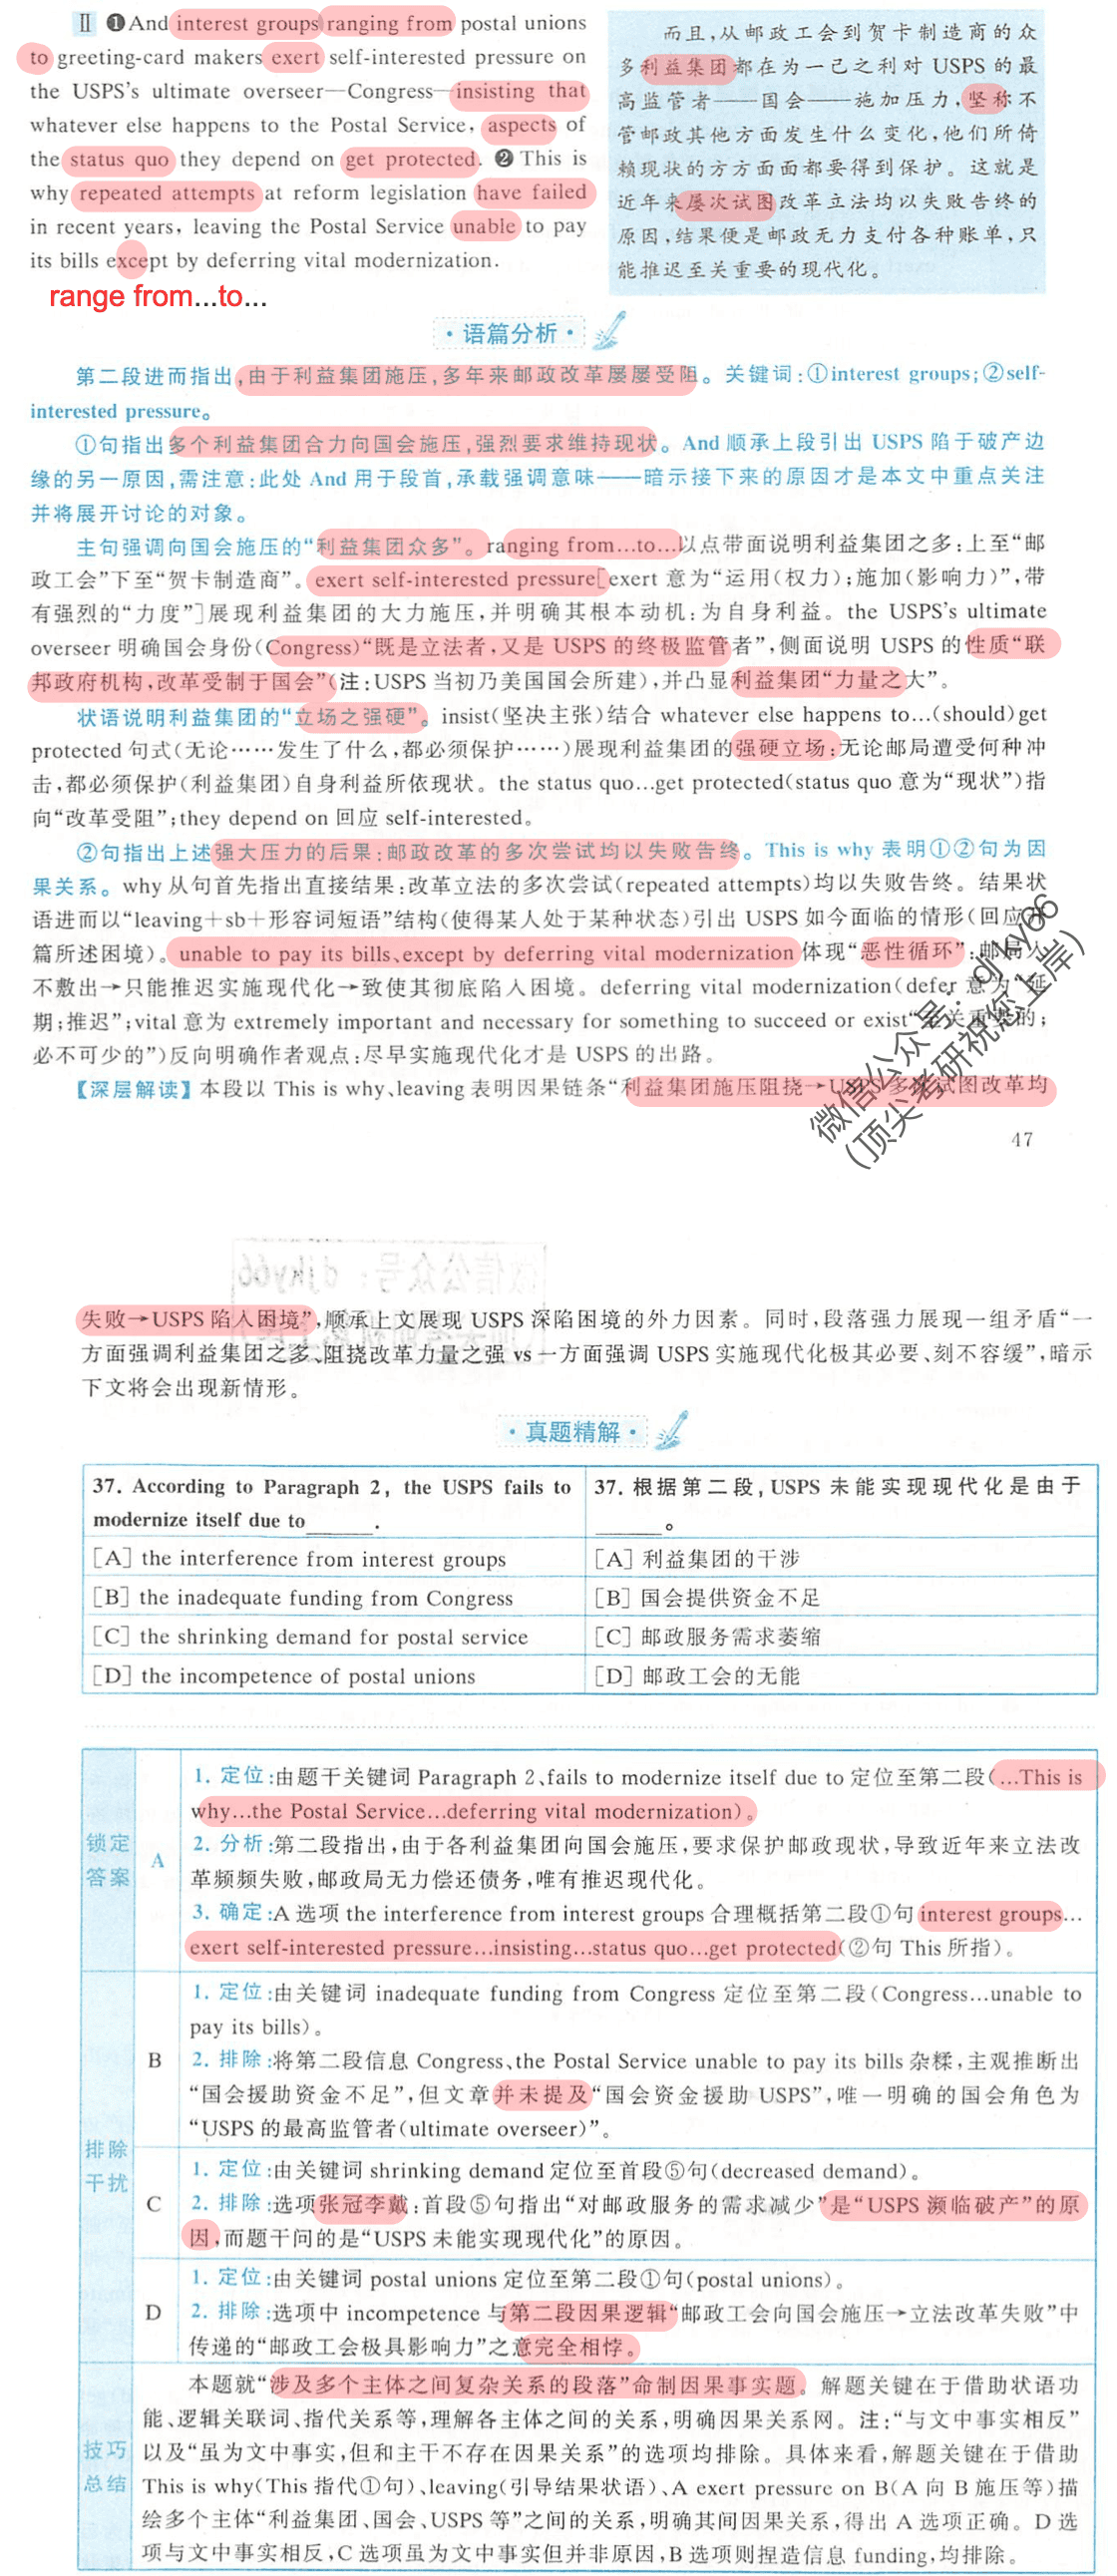 Ⅱ ❶And interest groups ranging from postal unions
to greeting-card makers exert self-interested pressure on
the USPS's ultimate overseer—Congress—insisting that
whatever else happens to the Postal Service, aspects of
the status quo they depend on get protected. ❷This is
why repeated attempts at reform legislation have failed
in recent years, leaving the Postal Service unable to pay
its bills except by deferring vital modernization.
range from...to...
而且,从邮政工会到贺卡制造商的众
多利益集团都在为一己之利对 USPS 的最
高监管者——国会——施加压力,坚称不
管邮政其他方面发生什么变化,他们所倚
赖现状的方方面面都要得到保护。这就是
近年来屡次试图改革立法均以失败告终的
原因,结果便是邮政无力支付各种账单,只
能推迟至关重要的现代化。
·语篇分析·
第二段进而指出,由于利益集团施压,多年来邮政改革屡屡受阻。关键词:①interest groups;②self-
interested pressure。
①句指出多个利益集团合力向国会施压,强烈要求维持现状。And 顺承上段引出 USPS 陷于破产边
缘的另一原因,需注意:此处 And 用于段首,承载强调意味——暗示接下来的原因才是本文中重点关注
并将展开讨论的对象。
主句强调向国会施压的“利益集团众多”。ranging from...to...以点带面说明利益集团之多:上至“邮
政工会”下至“贺卡制造商”。exert self-interested pressure[exert 意为“运用(权力);施加(影响力)”,带
有强烈的“力度”]展现利益集团的大力施压,并明确其根本动机:为自身利益。the USPS's ultimate
overseer 明确国会身份(Congress)“既是立法者,又是 USPS 的终极监管者”,侧面说明 USPS 的性质“联
邦政府机构,改革受制于国会”(注:USPS 当初乃美国国会所建),并凸显利益集团“力量之大”。
状语说明利益集团的“立场之强硬”。insist(坚决主张)结合 whatever else happens to...(should)get
protected 句式(无论……发生了什么,都必须保护……)展现利益集团的强硬立场:无论邮局遭受何种冲
击,都必须保护(利益集团)自身利益所依现状。the status quo...get protected(status quo 意为“现状”)指
向“改革受阻”;they depend on 回应 self-interested。
②句指出上述强大压力的后果:邮政改革的多次尝试均以失败告终。This is why 表明①②句为因
果关系。why 从句首先指出直接结果:改革立法的多次尝试(repeated attempts)均以失败告终。结果状
语进而以“leaving+sb+形容词短语”结构(使得某人处于某种状态)引出 USPS 如今面临的情形(回应
篇所述困境)。unable to pay its bills、except by deferring vital modernization 体现“恶性循环”:邮局入
不敷出→只能推迟实施现代化→致使其彻底陷入困境。deferring vital modernization(defer 意为“延
期;推迟”;vital 意为 extremely important and necessary for something to succeed or exist“至关重要的;
必不可少的”)反向明确作者观点:尽早实施现代化才是 USPS 的出路。
【深层解读】本段以 This is why、leaving 表明因果链条“利益集团施压阻挠→USPS 多次试图改革均
微信公众号:djky66
(顶尖考研祝您上岸)
47
微信公众号:djky66
失败→USPS 陷入困境”,顺承上文展现 USPS 深陷困境的外力因素。同时,段落强力展现一组矛盾“一
方面强调利益集团之多、阻挠改革力量之强 vs 一方面强调 USPS 实施现代化极其必要、刻不容缓”,暗示
下文将会出现新情形。
·真题精解·
37. According to Paragraph 2, the USPS fails to
modernize itself due to______.
37. 根据第二段,USPS 未能实现现代化是由于
______。
[A] the interference from interest groups
[A] 利益集团的干涉
[B] the inadequate funding from Congress
[B] 国会提供资金不足
[C] the shrinking demand for postal service
[C] 邮政服务需求萎缩
[D] the incompetence of postal unions
[D] 邮政工会的无能
锁定
答案
A
1. 定位:由题干关键词 Paragraph 2、fails to modernize itself due to 定位至第二段(...This is
why...the Postal Service...deferring vital modernization)。
2. 分析:第二段指出,由于各利益集团向国会施压,要求保护邮政现状,导致近年来立法改
革频频失败,邮政局无力偿还债务,唯有推迟现代化。
3. 确定:A 选项 the interference from interest groups 合理概括第二段①句 interest groups...
exert self-interested pressure...insisting...status quo...get protected(②句 This 所指)。
排除
干扰
B
1. 定位:由关键词 inadequate funding from Congress 定位至第二段(Congress...unable to
pay its bills)。
2. 排除:将第二段信息 Congress、the Postal Service unable to pay its bills 杂糅,主观推断出
“国会援助资金不足”,但文章并未提及“国会资金援助 USPS”,唯一明确的国会角色为
“USPS 的最高监管者(ultimate overseer)”。
C
1. 定位:由关键词 shrinking demand 定位至首段⑤句(decreased demand)。
2. 排除:选项张冠李戴:首段⑤句指出“对邮政服务的需求减少”是“USPS 濒临破产”的原
因,而题干问的是“USPS 未能实现现代化”的原因。
D
1. 定位:由关键词 postal unions 定位至第二段①句(postal unions)。
2. 排除:选项中 incompetence 与第二段因果逻辑“邮政工会向国会施压→立法改革失败”中
传递的“邮政工会极具影响力”之意完全相悖。
技巧
总结
本题就“涉及多个主体之间复杂关系的段落”命制因果事实题。解题关键在于借助状语功
能、逻辑关联词、指代关系等,理解各主体之间的关系,明确因果关系网。注:“与文中事实相反”
以及“虽为文中事实,但和主干不存在因果关系”的选项均排除。具体来看,解题关键在于借助
This is why(This 指代①句)、leaving(引导结果状语)、A exert pressure on B(A 向 B 施压等)描
绘多个主体“利益集团、国会、USPS 等”之间的关系,明确其间因果关系,得出 A 选项正确。D 选
项与文中事实相反,C 选项虽为文中事实但并非原因,B 选项则捏造信息 funding,均排除。